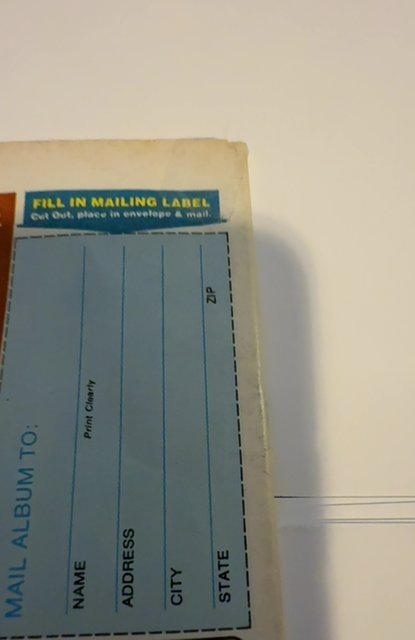 FILL IN MAILING LABEL
Cut Out, place in envelope & mail.
MAIL ALBUM TO:
NAME
Print Clearly
ADDRESS
CITY
STATE ZIP